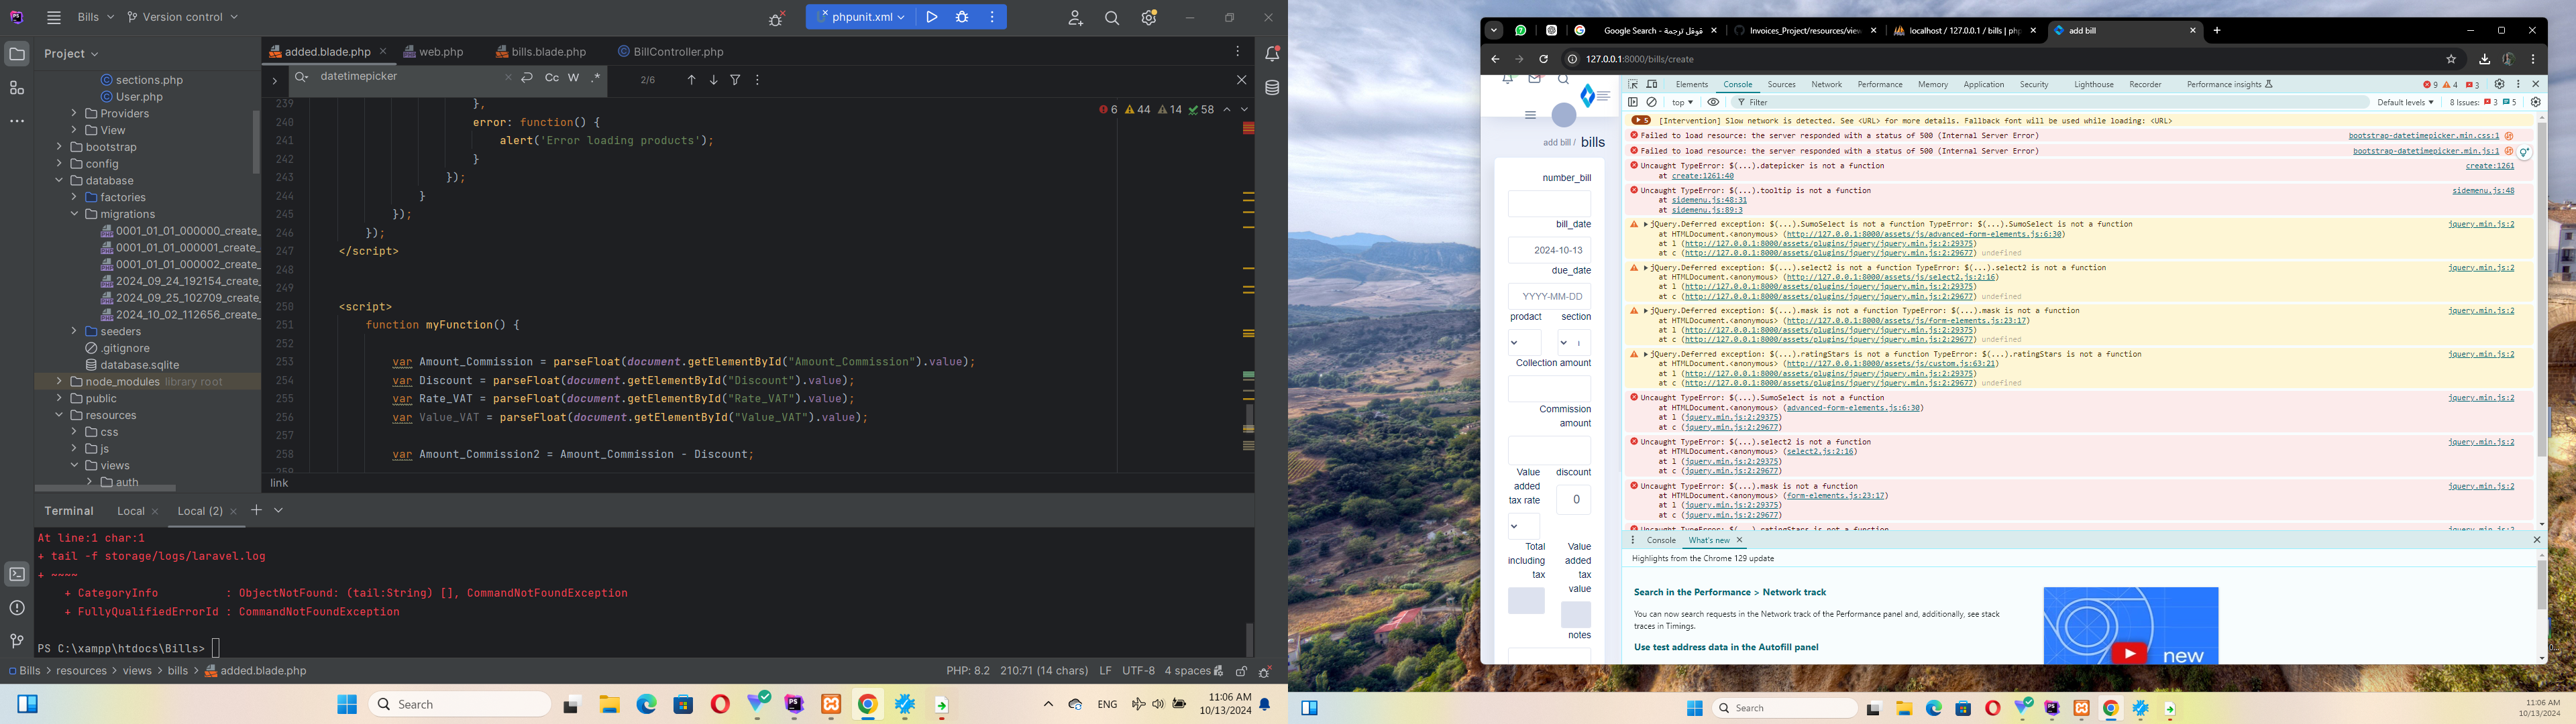 Bills
Version control
phpunit.xml
Project
added.blade.php
web.php
bills.blade.php
BillController.php
datetimepicker
Cc W .*
2/6
sections.php
User.php
Providers
View
bootstrap
config
database
factories
migrations
0001_01_01_000000_create_
0001_01_01_000001_create_
0001_01_01_000002_create_
2024_09_24_192154_create_
2024_09_25_102709_create_
2024_10_02_112656_create_
seeders
.gitignore
database.sqlite
node_modules library root
public
resources
css
js
views
auth
6 44 14 58
239 },
240 error: function() {
241 alert('Error loading products');
242 }
243 });
244 }
245 });
246 });
247 </script>
248
249
250 <script>
251 function myFunction() {
252
253 var Amount_Commission = parseFloat(document.getElementById("Amount_Commission").value);
254 var Discount = parseFloat(document.getElementById("Discount").value);
255 var Rate_VAT = parseFloat(document.getElementById("Rate_VAT").value);
256 var Value_VAT = parseFloat(document.getElementById("Value_VAT").value);
257
258 var Amount_Commission2 = Amount_Commission - Discount;
259
link
Terminal Local Local (2)
At line:1 char:1
+ tail -f storage/logs/laravel.log
+ ~~~~
+ CategoryInfo : ObjectNotFound: (tail:String) [], CommandNotFoundException
+ FullyQualifiedErrorId : CommandNotFoundException
PS C:\xampp\htdocs\Bills>
Bills > resources > views > bills > added.blade.php
PHP: 8.2 210:71 (14 chars) LF UTF-8 4 spaces
Search
ENG
11:06 AM
10/13/2024
Google Search - قوقل ترجمة
Invoices_Project/resources/view
localhost / 127.0.0.1 / bills | php
add bill
127.0.0.1:8000/bills/create
add bill / bills
number_bill
bill_date
2024-10-13
due_date
YYYY-MM-DD
product section
Collection amount
Commission amount
Value added tax rate
discount
0
Total including tax
Value added tax value
notes
Elements Console Sources Network Performance Memory Application Security Lighthouse Recorder Performance insights
9 4 3
top Filter Default levels 8 Issues: 3 5
5 [Intervention] Slow network is detected. See <URL> for more details. Fallback font will be used while loading: <URL>
Failed to load resource: the server responded with a status of 500 (Internal Server Error) bootstrap-datetimepicker.min.css:1
Failed to load resource: the server responded with a status of 500 (Internal Server Error) bootstrap-datetimepicker.min.js:1
Uncaught TypeError: $(...).datepicker is not a function create:1261
at create:1261:40
Uncaught TypeError: $(...).tooltip is not a function sidemenu.js:48
at sidemenu.js:48:31
at sidemenu.js:89:3
jQuery.Deferred exception: $(...).SumoSelect is not a function TypeError: $(...).SumoSelect is not a function jquery.min.js:2
at HTMLDocument.<anonymous> (http://127.0.0.1:8000/assets/js/advanced-form-elements.js:6:30)
at l (http://127.0.0.1:8000/assets/plugins/jquery/jquery.min.js:2:29375)
at c (http://127.0.0.1:8000/assets/plugins/jquery/jquery.min.js:2:29677) undefined
jQuery.Deferred exception: $(...).select2 is not a function TypeError: $(...).select2 is not a function jquery.min.js:2
at HTMLDocument.<anonymous> (http://127.0.0.1:8000/assets/js/select2.js:2:16)
at l (http://127.0.0.1:8000/assets/plugins/jquery/jquery.min.js:2:29375)
at c (http://127.0.0.1:8000/assets/plugins/jquery/jquery.min.js:2:29677) undefined
jQuery.Deferred exception: $(...).mask is not a function TypeError: $(...).mask is not a function jquery.min.js:2
at HTMLDocument.<anonymous> (http://127.0.0.1:8000/assets/js/form-elements.js:23:17)
at l (http://127.0.0.1:8000/assets/plugins/jquery/jquery.min.js:2:29375)
at c (http://127.0.0.1:8000/assets/plugins/jquery/jquery.min.js:2:29677) undefined
jQuery.Deferred exception: $(...).ratingStars is not a function TypeError: $(...).ratingStars is not a function jquery.min.js:2
at HTMLDocument.<anonymous> (http://127.0.0.1:8000/assets/js/custom.js:63:21)
at l (http://127.0.0.1:8000/assets/plugins/jquery/jquery.min.js:2:29375)
at c (http://127.0.0.1:8000/assets/plugins/jquery/jquery.min.js:2:29677) undefined
Uncaught TypeError: $(...).SumoSelect is not a function jquery.min.js:2
at HTMLDocument.<anonymous> (advanced-form-elements.js:6:30)
at l (jquery.min.js:2:29375)
at c (jquery.min.js:2:29677)
Uncaught TypeError: $(...).select2 is not a function jquery.min.js:2
at HTMLDocument.<anonymous> (select2.js:2:16)
at l (jquery.min.js:2:29375)
at c (jquery.min.js:2:29677)
Uncaught TypeError: $(...).mask is not a function jquery.min.js:2
at HTMLDocument.<anonymous> (form-elements.js:23:17)
at l (jquery.min.js:2:29375)
at c (jquery.min.js:2:29677)
Uncaught TypeError: $(...).ratingStars is not a function jquery.min.js:2
Console What's new
Highlights from the Chrome 129 update
Search in the Performance > Network track
You can now search requests in the Network track of the Performance panel and, additionally, see stack
traces in Timings.
Use test address data in the Autofill panel
new
Search
11:06 AM
10/13/2024